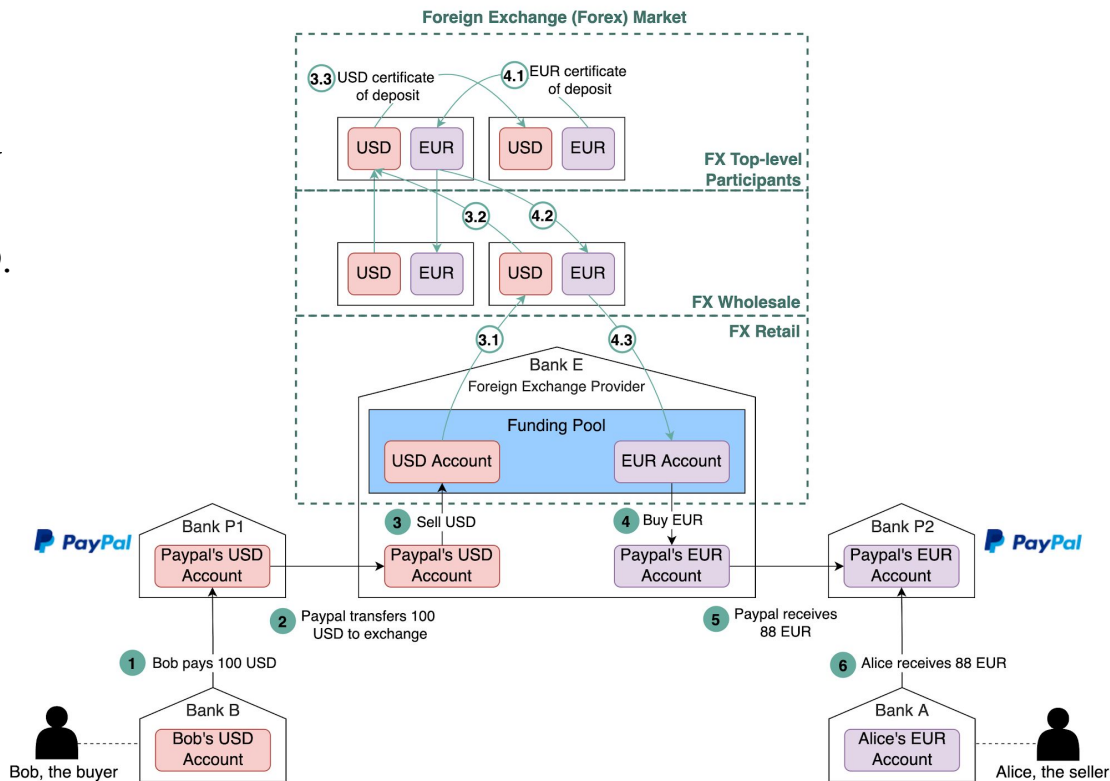 Foreign Exchange (Forex) Market
3.3 USD certificate
of deposit
4.1 EUR certificate
of deposit
USD EUR USD EUR
FX Top-level
Participants
3.2 4.2
USD EUR USD EUR
FX Wholesale
FX Retail
3.1 4.3
Bank E
Foreign Exchange Provider
Funding Pool
USD Account EUR Account
3 Sell USD
4 Buy EUR
Bank P1
PayPal
Paypal's USD
Account
Paypal's USD
Account
Paypal's EUR
Account
Bank P2
PayPal
Paypal's EUR
Account
2 Paypal transfers 100
USD to exchange
5 Paypal receives
88 EUR
1 Bob pays 100 USD
6 Alice receives 88 EUR
Bank B
Bob's USD
Account
Bob, the buyer
Bank A
Alice's EUR
Account
Alice, the seller